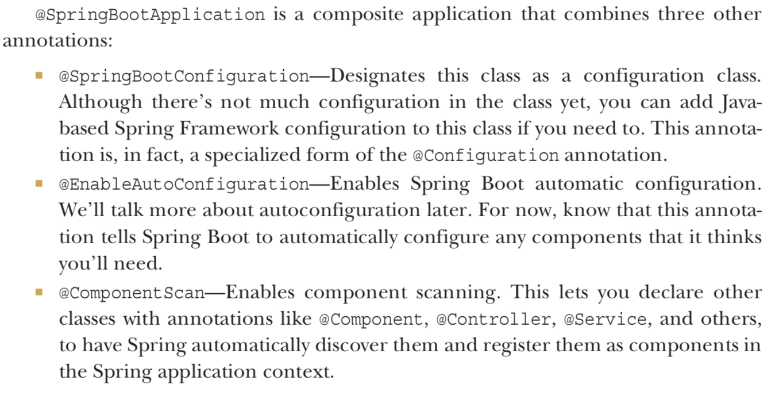 @SpringBootApplication is a composite application that combines three other
annotations:
■ @SpringBootConfiguration—Designates this class as a configuration class.
Although there's not much configuration in the class yet, you can add Java-
based Spring Framework configuration to this class if you need to. This annota-
tion is, in fact, a specialized form of the @Configuration annotation.
■ @EnableAutoConfiguration—Enables Spring Boot automatic configuration.
We'll talk more about autoconfiguration later. For now, know that this annota-
tion tells Spring Boot to automatically configure any components that it thinks
you'll need.
■ @ComponentScan—Enables component scanning. This lets you declare other
classes with annotations like @Component, @Controller, @Service, and others,
to have Spring automatically discover them and register them as components in
the Spring application context.